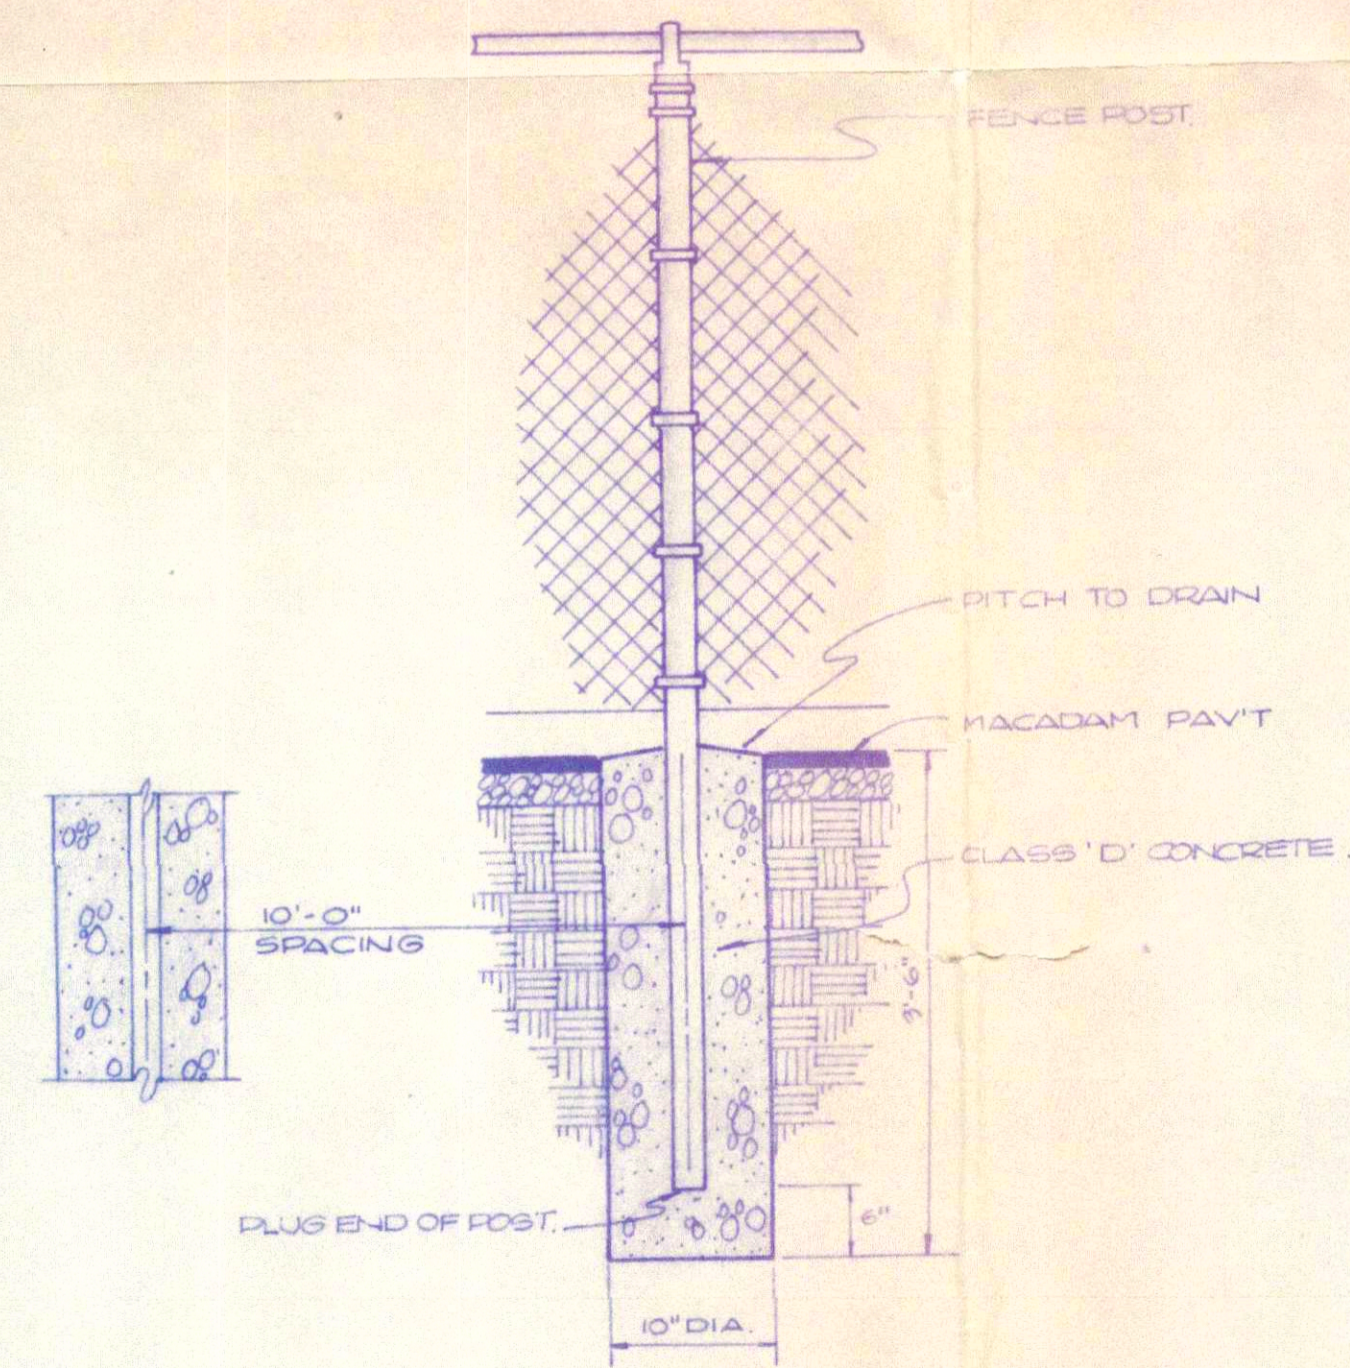 FENCE POST.
PITCH TO DRAIN
MACADAM PAV'T
CLASS 'D' CONCRETE.
10'-0"
SPACING
3'-6"
6"
PLUG END OF POST.
10" DIA.